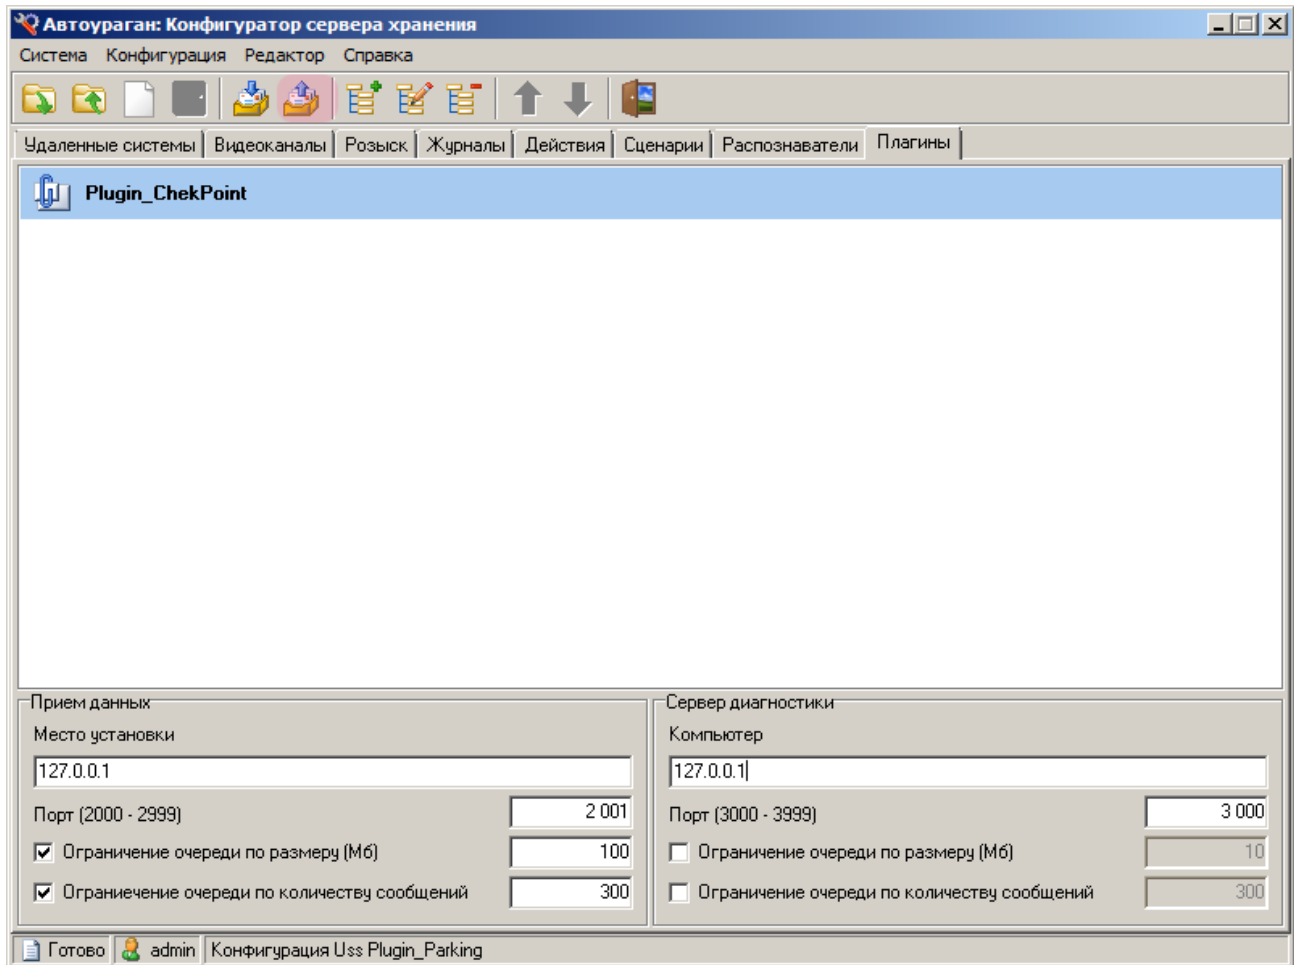 Автоураган: Конфигуратор сервера хранения
Система Конфигурация Редактор Справка
Удаленные системы Видеоканалы Розыск Журналы Действия Сценарии Распознаватели Плагины
Plugin_ChekPoint
Прием данных
Место установки
127.0.0.1
Порт (2000 - 2999) 2 001
Ограничение очереди по размеру (Мб) 100
Ограниечение очереди по количеству сообщений 300
Сервер диагностики
Компьютер
127.0.0.1
Порт (3000 - 3999) 3 000
Ограничение очереди по размеру (Мб) 10
Ограничение очереди по количеству сообщений 300
Готово admin Конфигурация Uss Plugin_Parking